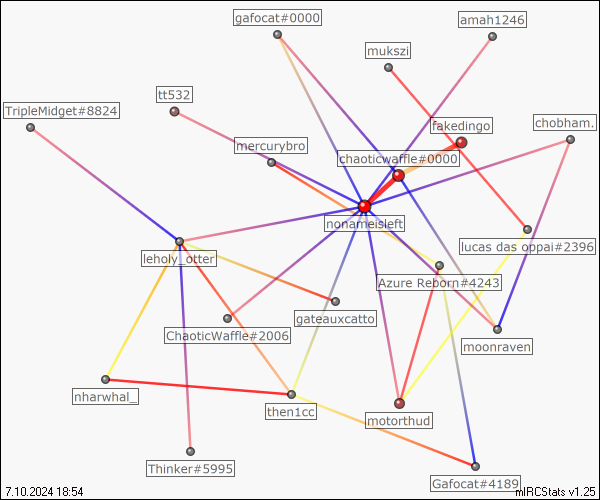 gafocat#0000
amah1246
mukszi
tt532
TripleMidget#8824
fakedingo
chobham.
mercurybro
chaoticwaffle#0000
nonameisleft
lucas das oppai#2396
leholy_otter
Azure Reborn#4243
gateauxcatto
ChaoticWaffle#2006
moonraven
nharwhal_
then1cc
motorthud
Thinker#5995
Gafocat#4189
7.10.2024 18:54
mIRCStats v1.25